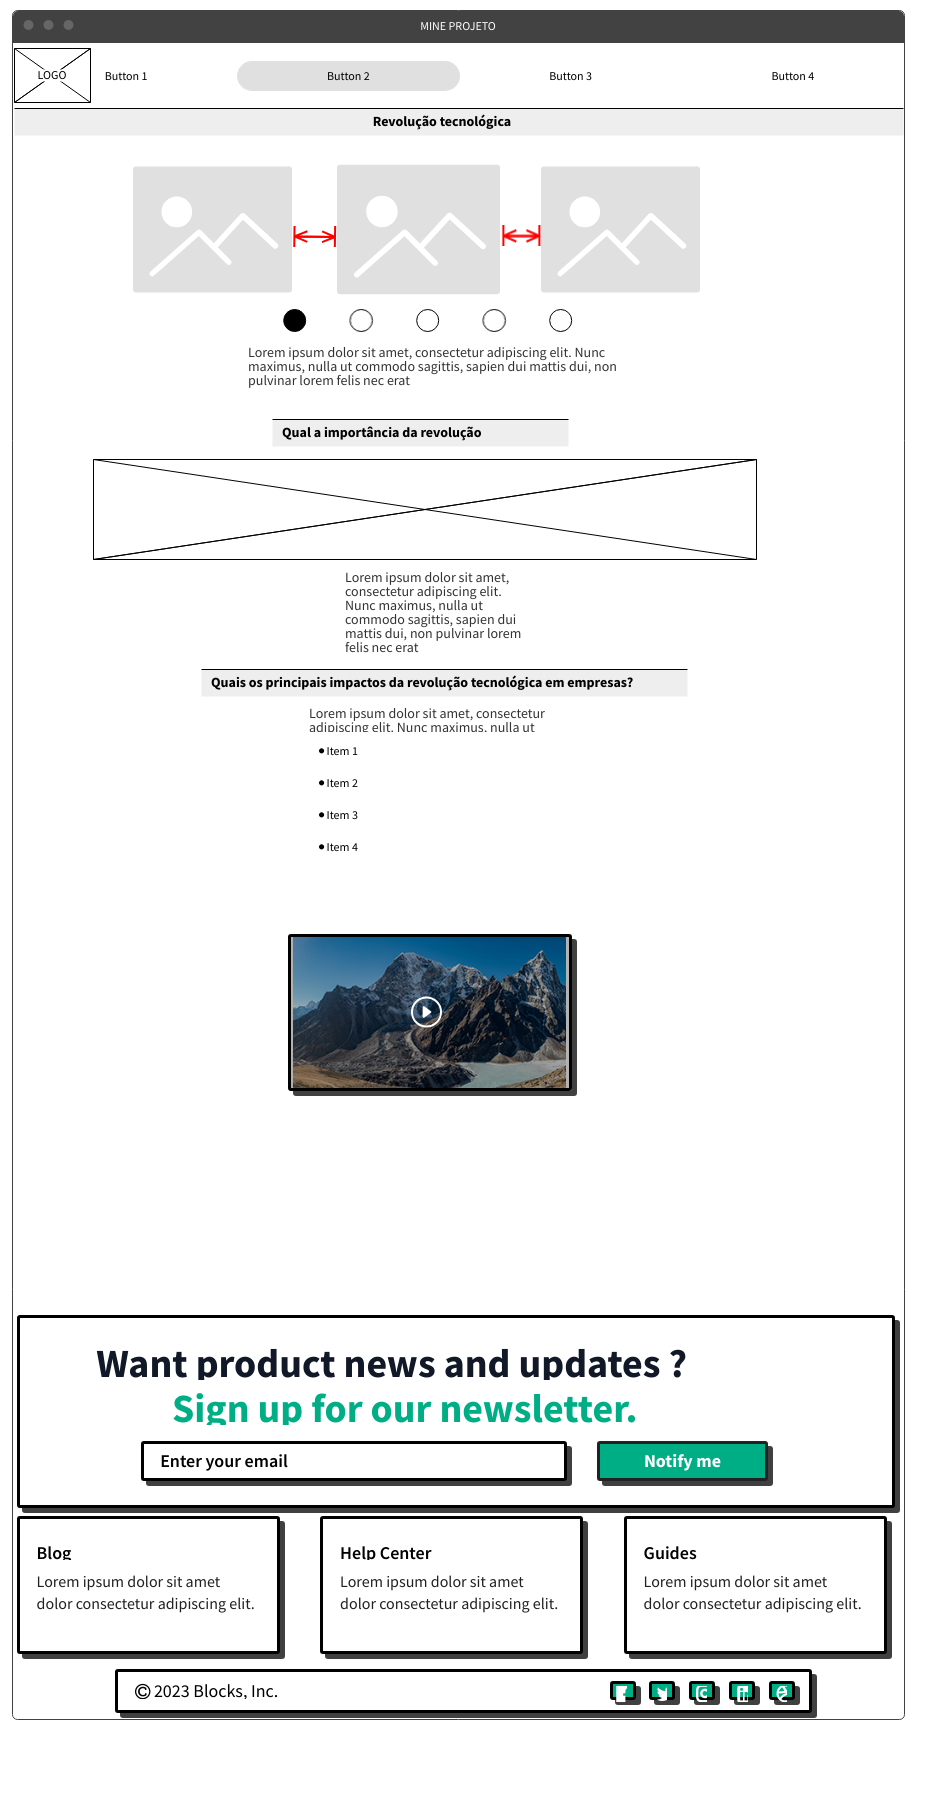 MINE PROJETO
LOGO
Button 1
Button 2
Button 3
Button 4
Revolução tecnológica
Lorem ipsum dolor sit amet, consectetur adipiscing elit. Nunc
maximus, nulla ut commodo sagittis, sapien dui mattis dui, non
pulvinar lorem felis nec erat
Qual a importância da revolução
Lorem ipsum dolor sit amet,
consectetur adipiscing elit.
Nunc maximus, nulla ut
commodo sagittis, sapien dui
mattis dui, non pulvinar lorem
felis nec erat
Quais os principais impactos da revolução tecnológica em empresas?
Lorem ipsum dolor sit amet, consectetur
adipiscing elit. Nunc maximus, nulla ut
Item 1
Item 2
Item 3
Item 4
Want product news and updates ?
Sign up for our newsletter.
Enter your email
Notify me
Blog
Lorem ipsum dolor sit amet
dolor consectetur adipiscing elit.
Help Center
Lorem ipsum dolor sit amet
dolor consectetur adipiscing elit.
Guides
Lorem ipsum dolor sit amet
dolor consectetur adipiscing elit.
© 2023 Blocks, Inc.